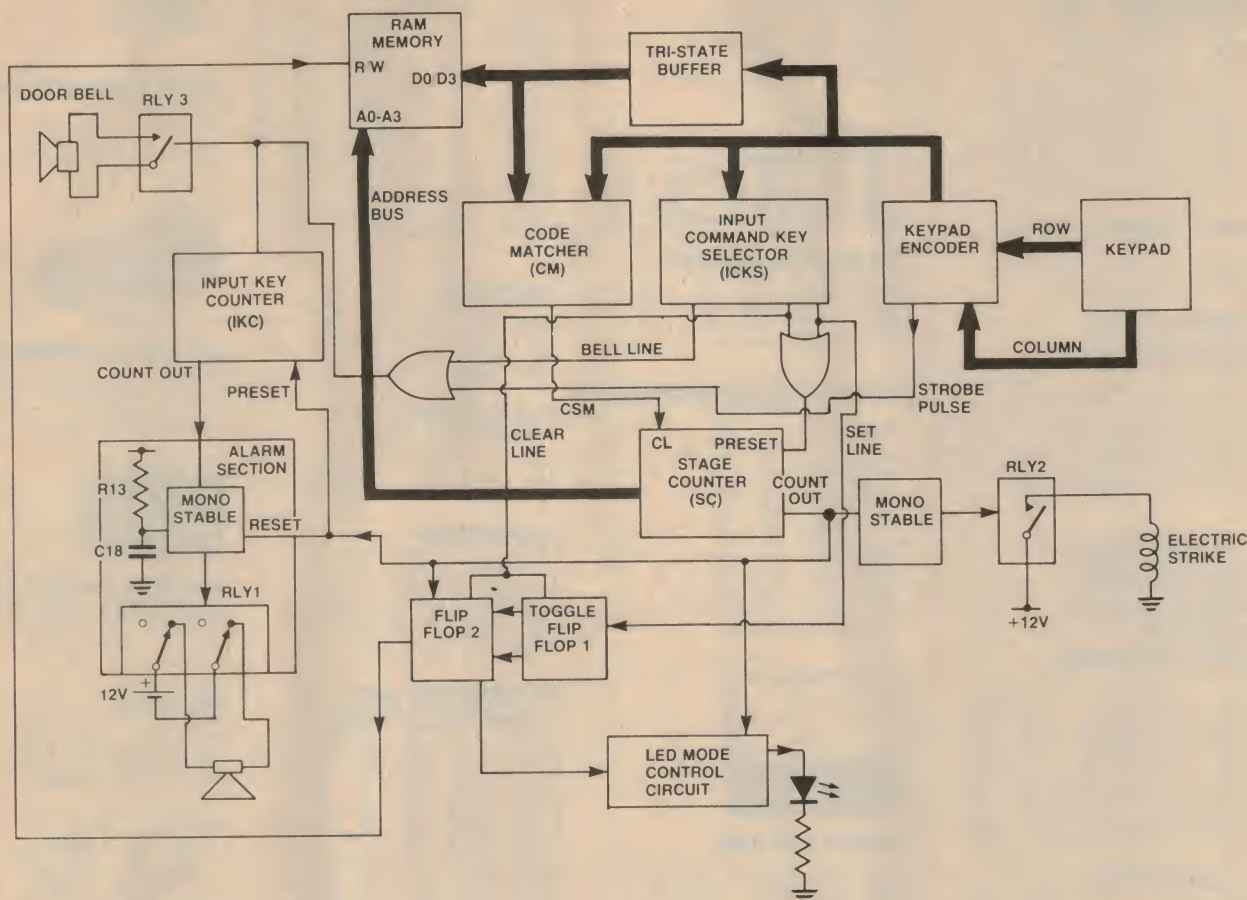 RAM
MEMORY
R/W
D0/D3
A0-A3
TRI-STATE
BUFFER
DOOR BELL
RLY 3
ADDRESS
BUS
CODE
MATCHER
(CM)
INPUT
COMMAND KEY
SELECTOR
(ICKS)
KEYPAD
ENCODER
ROW
KEYPAD
COLUMN
INPUT KEY
COUNTER
(IKC)
COUNT OUT
PRESET
BELL LINE
STROBE
PULSE
CSM
CLEAR
LINE
CL
PRESET
STAGE
COUNTER
(SC)
COUNT
OUT
SET
LINE
ALARM
SECTION
R13
MONO
STABLE
RESET
C18
RLY1
12V
+
MONO
STABLE
RLY2
ELECTRIC
STRIKE
+12V
FLIP
FLOP 2
TOGGLE
FLIP
FLOP 1
LED MODE
CONTROL
CIRCUIT